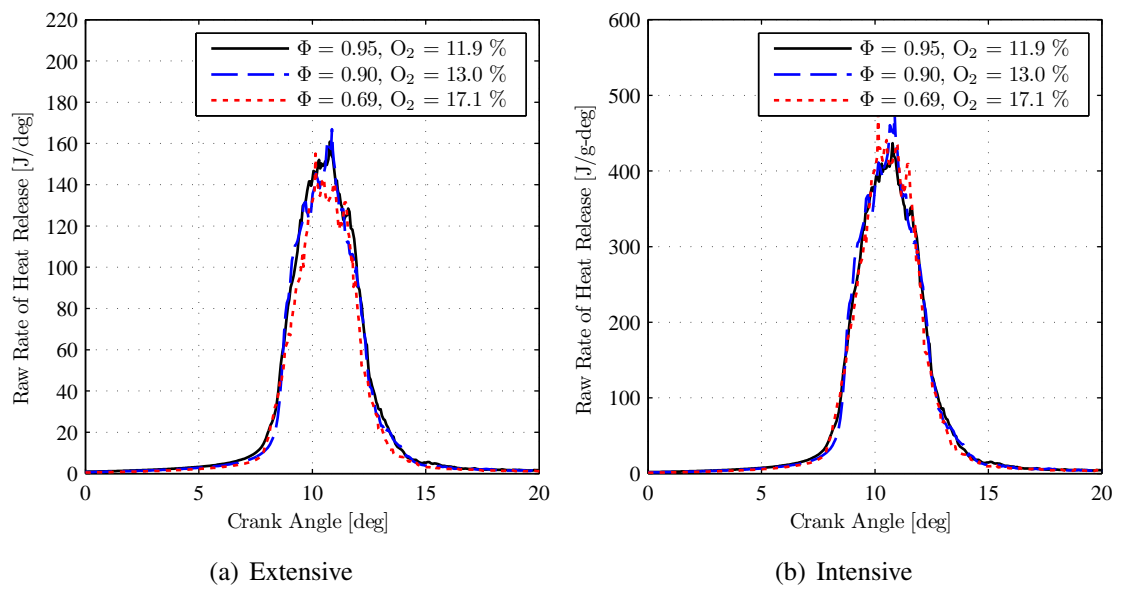 220
200
180
160
140
120
100
80
60
40
20
0
Raw Rate of Heat Release [J/deg]
Φ = 0.95, O₂ = 11.9 %
Φ = 0.90, O₂ = 13.0 %
Φ = 0.69, O₂ = 17.1 %
0 5 10 15 20
Crank Angle [deg]
(a) Extensive
600
500
400
300
200
100
0
Raw Rate of Heat Release [J/g-deg]
Φ = 0.95, O₂ = 11.9 %
Φ = 0.90, O₂ = 13.0 %
Φ = 0.69, O₂ = 17.1 %
0 5 10 15 20
Crank Angle [deg]
(b) Intensive